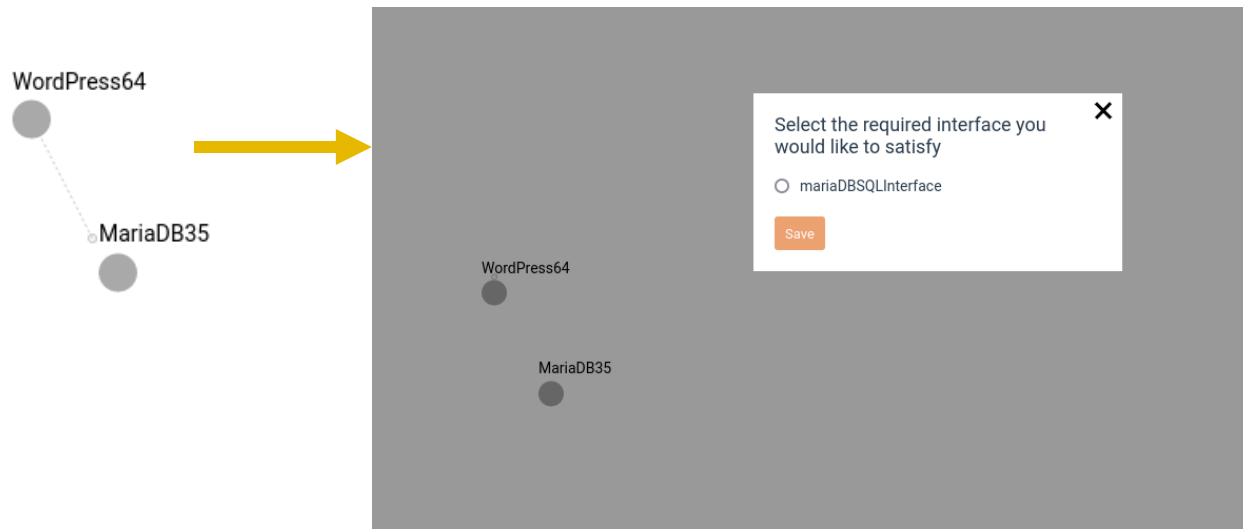 WordPress64
MariaDB35
Select the required interface you
would like to satisfy
mariaDBSQLInterface
Save
WordPress64
MariaDB35